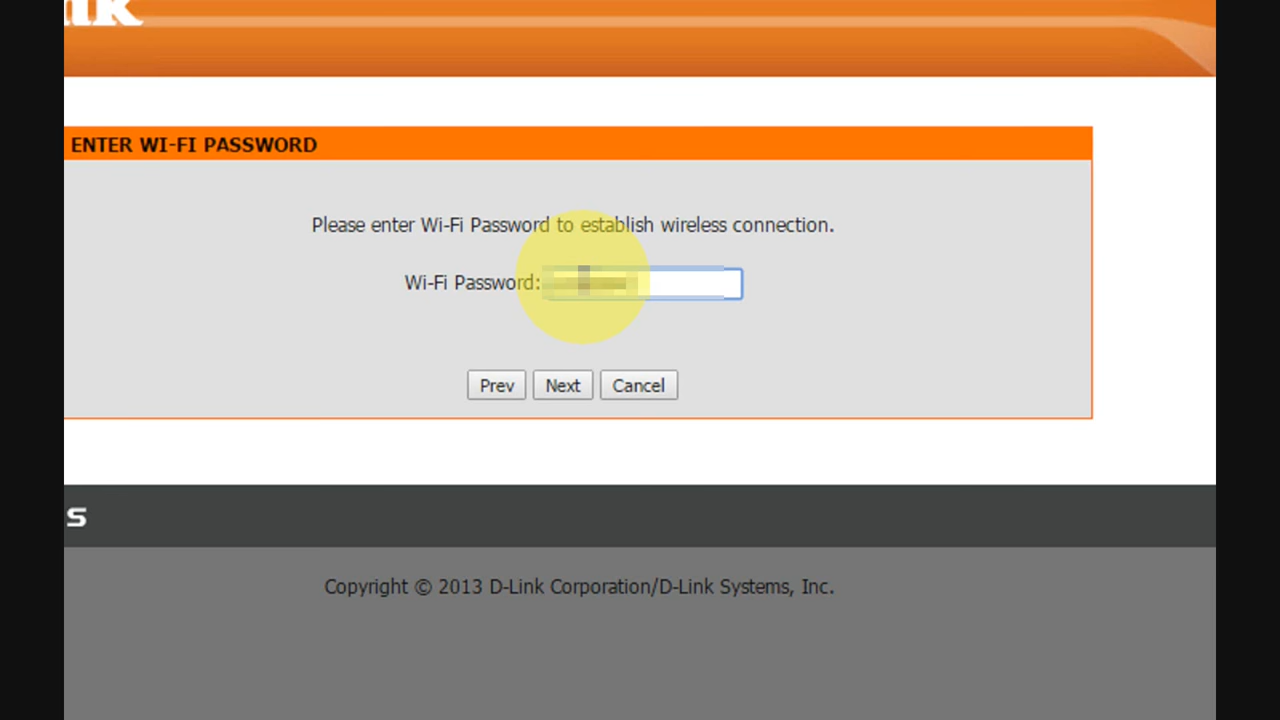 ENTER WI-FI PASSWORD
Please enter Wi-Fi Password to establish wireless connection.
Wi-Fi Password:
Prev Next Cancel
S
Copyright © 2013 D-Link Corporation/D-Link Systems, Inc.